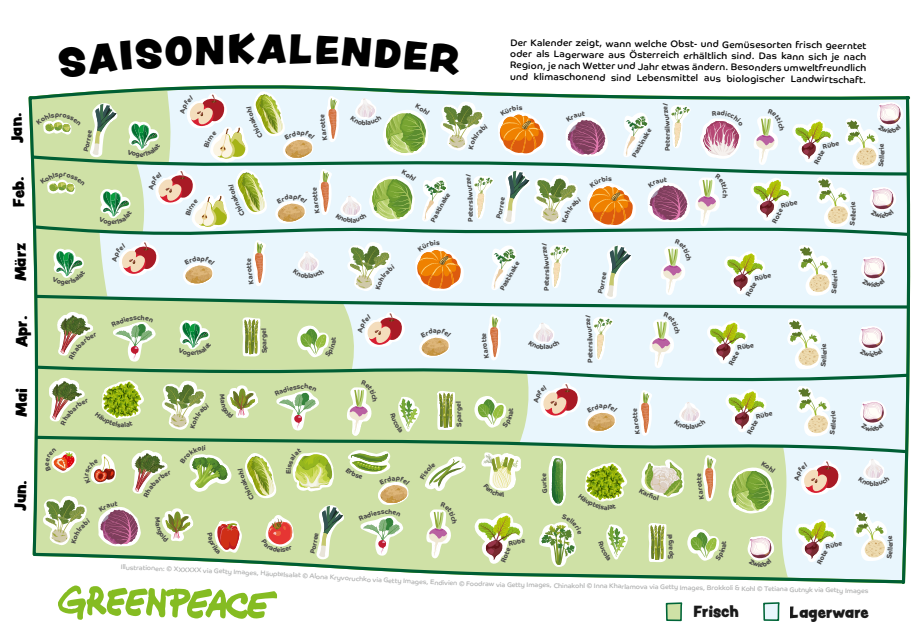 SAISONKALENDER
Der Kalender zeigt, wann welche Obst- und Gemüsesorten frisch geerntet
oder als Lagerware aus Österreich erhältlich sind. Das kann sich je nach
Region, je nach Wetter und Jahr etwas ändern. Besonders umweltfreundlich
und klimaschonend sind Lebensmittel aus biologischer Landwirtschaft.
Jan.
Kohlsprossen
Porree
Vogerlsalat
Apfel
Birne
Chinakohl
Erdapfel
Karotte
Knoblauch
Kohl
Kohlrabi
Kürbis
Kraut
Pastinake
Petersilwurzel
Radicchio
Rettich
Rote Rübe
Sellerie
Zwiebel
Feb.
Kohlsprossen
Vogerlsalat
Apfel
Birne
Chinakohl
Erdapfel
Karotte
Knoblauch
Kohl
Pastinake
Petersilwurzel
Porree
Kohlrabi
Kürbis
Kraut
Rettich
Rote Rübe
Sellerie
Zwiebel
März
Vogerlsalat
Apfel
Erdapfel
Karotte
Knoblauch
Kohlrabi
Kürbis
Pastinake
Petersilwurzel
Porree
Rettich
Rote Rübe
Sellerie
Zwiebel
Apr.
Rhabarber
Radieschen
Vogerlsalat
Spargel
Spinat
Apfel
Erdapfel
Karotte
Knoblauch
Petersilwurzel
Rettich
Rote Rübe
Sellerie
Zwiebel
Mai
Rhabarber
Häuptelsalat
Kohlrabi
Mangold
Radieschen
Rettich
Rucola
Spargel
Spinat
Apfel
Erdapfel
Karotte
Knoblauch
Rote Rübe
Sellerie
Zwiebel
Jun.
Beeren
Kirsche
Rhabarber
Brokkoli
Chinakohl
Eissalat
Erbse
Erdapfel
Fisole
Fenchel
Gurke
Häuptelsalat
Karfiol
Karotte
Kohl
Apfel
Knoblauch
Kohlrabi
Kraut
Mangold
Paprika
Paradeiser
Porree
Radieschen
Rettich
Rote Rübe
Sellerie
Rucola
Spargel
Spinat
Zwiebel
Rote Rübe
Sellerie
Illustrationen: © XXXXXX via Getty Images, Häuptelsalat © Alona Kryvoruchko via Getty Images, Endivien © Foodraw via Getty Images, Chinakohl © Inna Kharlamova via Getty Images, Brokkoli & Kohl © Tetiana Gutnyk via Getty Images
GREENPEACE
Frisch
Lagerware